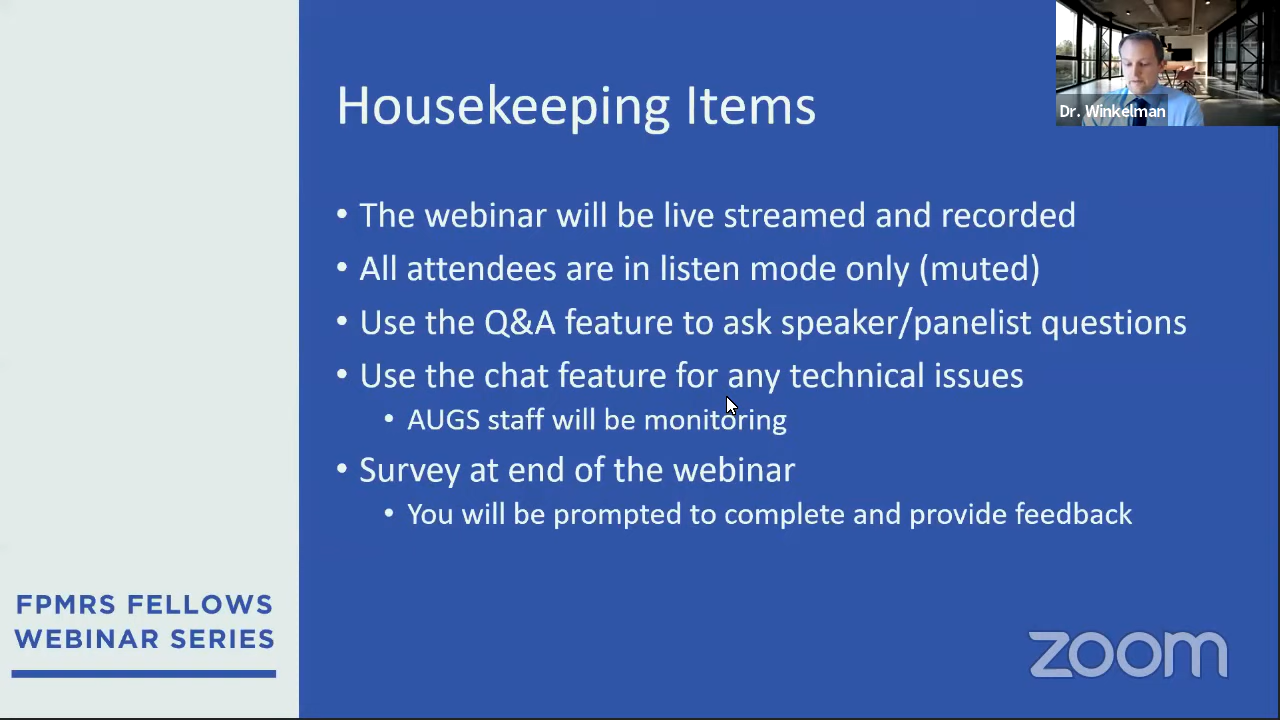 Housekeeping Items
Dr. Winkelman
• The webinar will be live streamed and recorded
• All attendees are in listen mode only (muted)
• Use the Q&A feature to ask speaker/panelist questions
• Use the chat feature for any technical issues
• AUGS staff will be monitoring
• Survey at end of the webinar
• You will be prompted to complete and provide feedback
FPMRS FELLOWS
WEBINAR SERIES
zoom